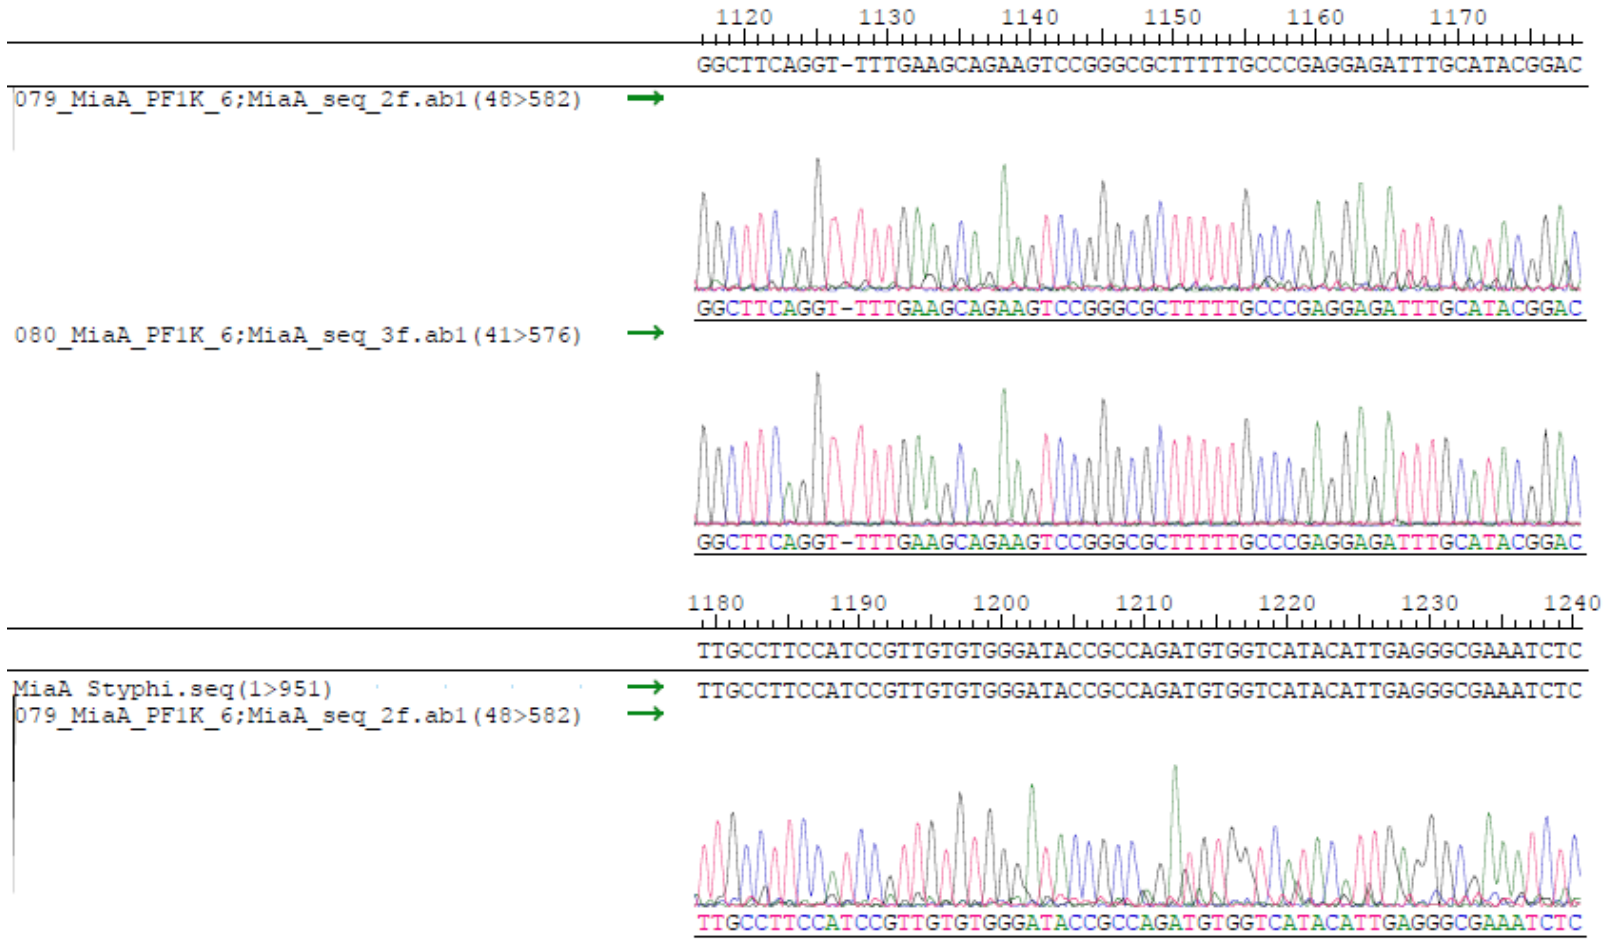 1120 1130 1140 1150 1160 1170
GGCTTCAGGT-TTTGAAGCAGAAGTCCGGGCGCTTTTTGCCCGAGGAGATTTGCATACGGAC
079_MiaA_PF1K_6;MiaA_seq_2f.ab1(48>582) →
GGCTTCAGGT-TTTGAAGCAGAAGTCCGGGCGCTTTTTGCCCGAGGAGATTTGCATACGGAC
080_MiaA_PF1K_6;MiaA_seq_3f.ab1(41>576) →
GGCTTCAGGT-TTTGAAGCAGAAGTCCGGGCGCTTTTTGCCCGAGGAGATTTGCATACGGAC
1180 1190 1200 1210 1220 1230 1240
TTGCCTTCCATCCGTTGTGTGGGATACCGCCAGATGTGGTCATACATTGAGGGCGAAATCTC
MiaA Styphi.seq(1>951) → TTGCCTTCCATCCGTTGTGTGGGATACCGCCAGATGTGGTCATACATTGAGGGCGAAATCTC
079_MiaA_PF1K_6;MiaA_seq_2f.ab1(48>582) →
TTGCCTTCCATCCGTTGTGTGGGATACCGCCAGATGTGGTCATACATTGAGGGCGAAATCTC